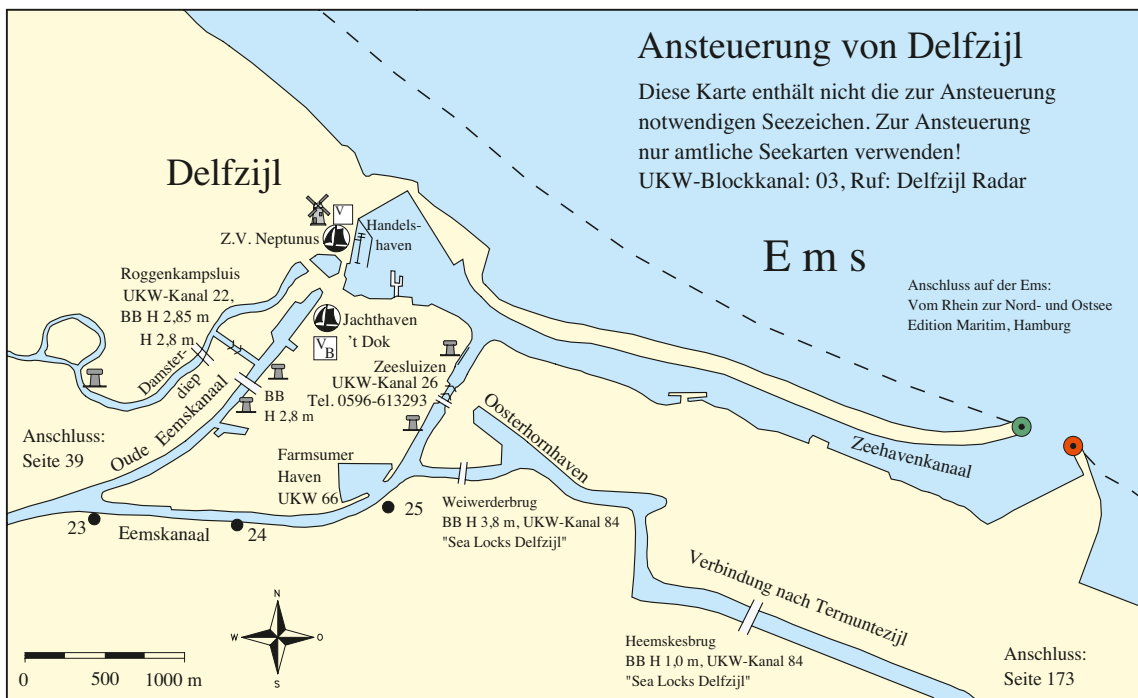 Ansteuerung von Delfzijl
Diese Karte enthält nicht die zur Ansteuerung
notwendigen Seezeichen. Zur Ansteuerung
nur amtliche Seekarten verwenden!
UKW-Blockkanal: 03, Ruf: Delfzijl Radar
Delfzijl
V
Z.V. Neptunus
Handels-
haven
Ems
Anschluss auf der Ems:
Vom Rhein zur Nord- und Ostsee
Edition Maritim, Hamburg
Roggenkampsluis
UKW-Kanal 22,
BB H 2,85 m
H 2,8 m
Jachthaven
't Dok
V
B
Damster-
diep
Zeesluizen
UKW-Kanal 26
Tel. 0596-613293
BB
H 2,8 m
Oude Eemskanaal
Oosterhornhaven
Zeehavenkanaal
Anschluss:
Seite 39
Farmsumer
Haven
UKW 66
Weiwerderbrug
BB H 3,8 m, UKW-Kanal 84
"Sea Locks Delfzijl"
23
Eemskanaal
24
25
Verbindung nach Termuntezijl
N
W
O
S
Heemskesbrug
BB H 1,0 m, UKW-Kanal 84
"Sea Locks Delfzijl"
Anschluss:
Seite 173
0 500 1000 m